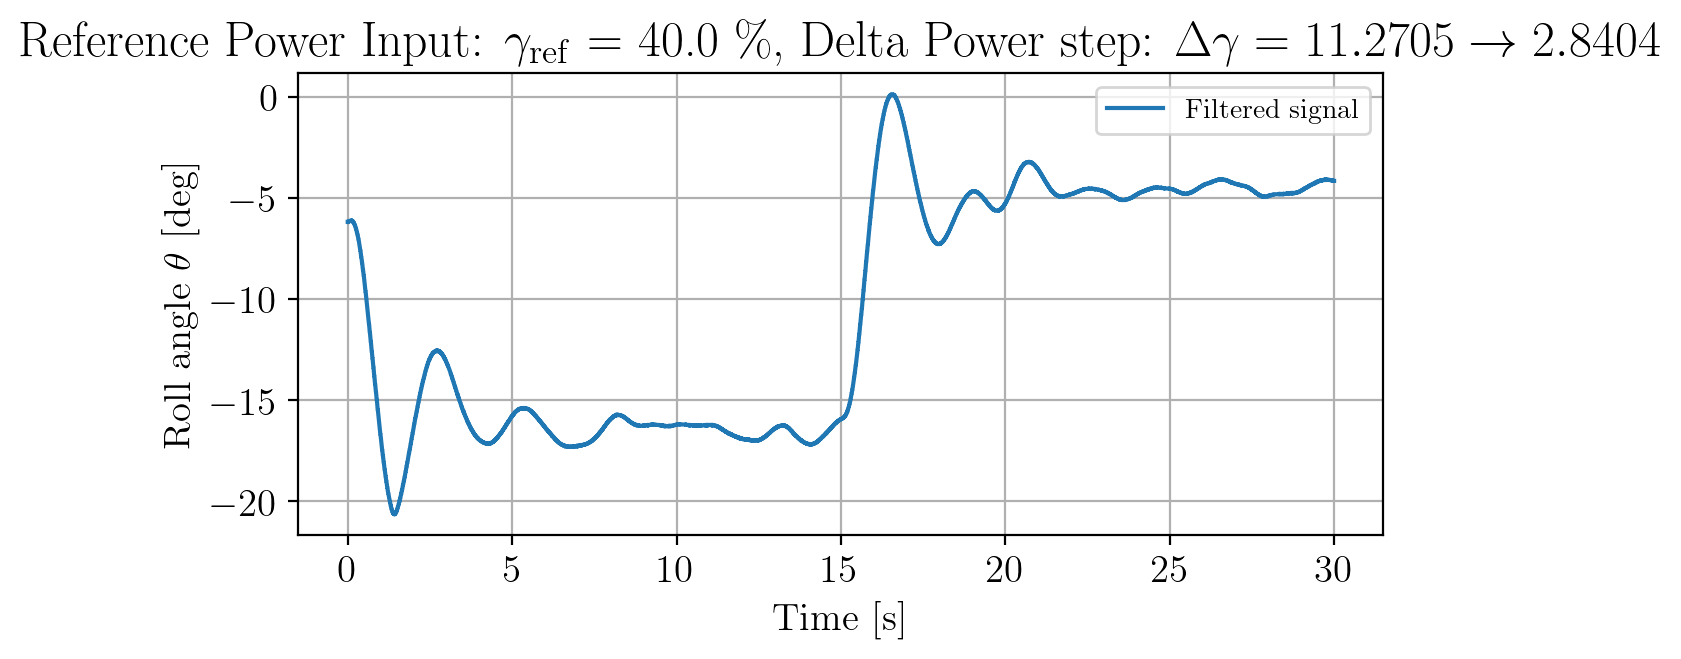 Reference Power Input: γref = 40.0 %, Delta Power step: Δγ = 11.2705 → 2.8404
Filtered signal
Roll angle θ [deg]
0
−5
−10
−15
−20
0 5 10 15 20 25 30
Time [s]